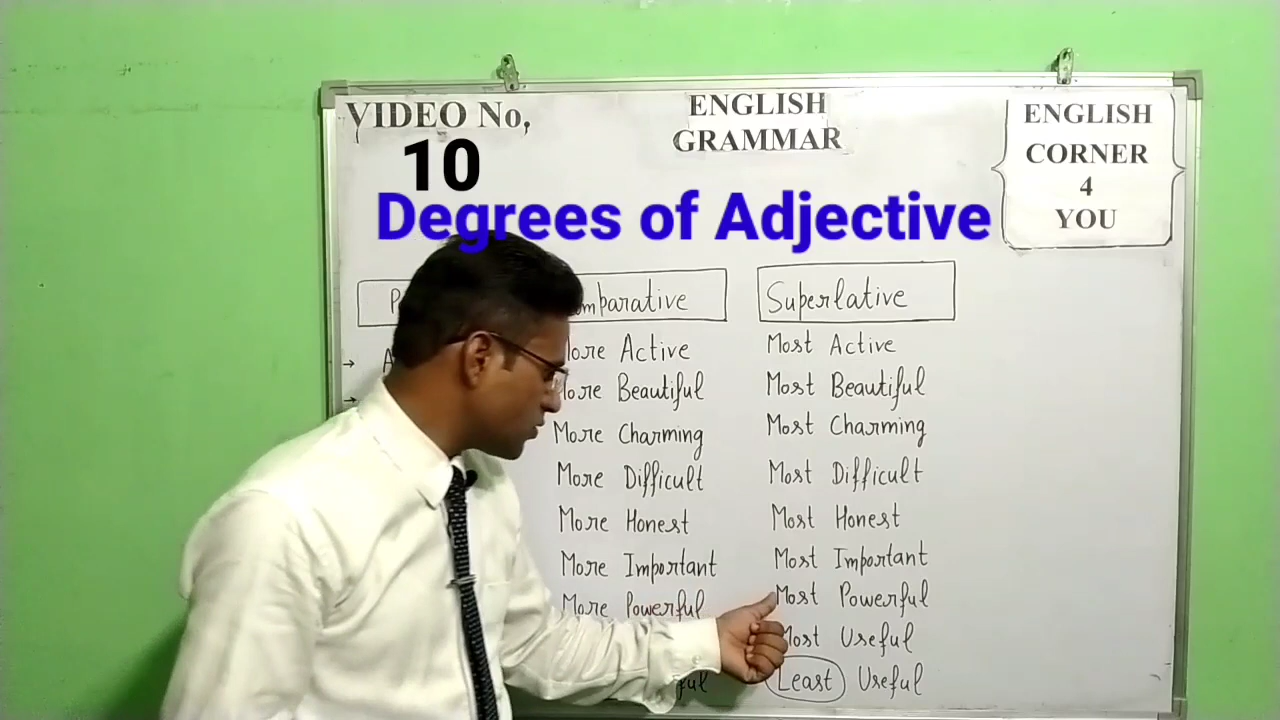 VIDEO No,
10
ENGLISH
GRAMMAR
ENGLISH
CORNER
4
YOU
Degrees of Adjective
Superlative
More Active
Most Active
More Beautiful
Most Beautiful
More Charming
Most Charming
More Difficult
Most Difficult
More Honest
Most Honest
More Important
Most Important
More Powerful
Most Powerful
Most Useful
Least Useful